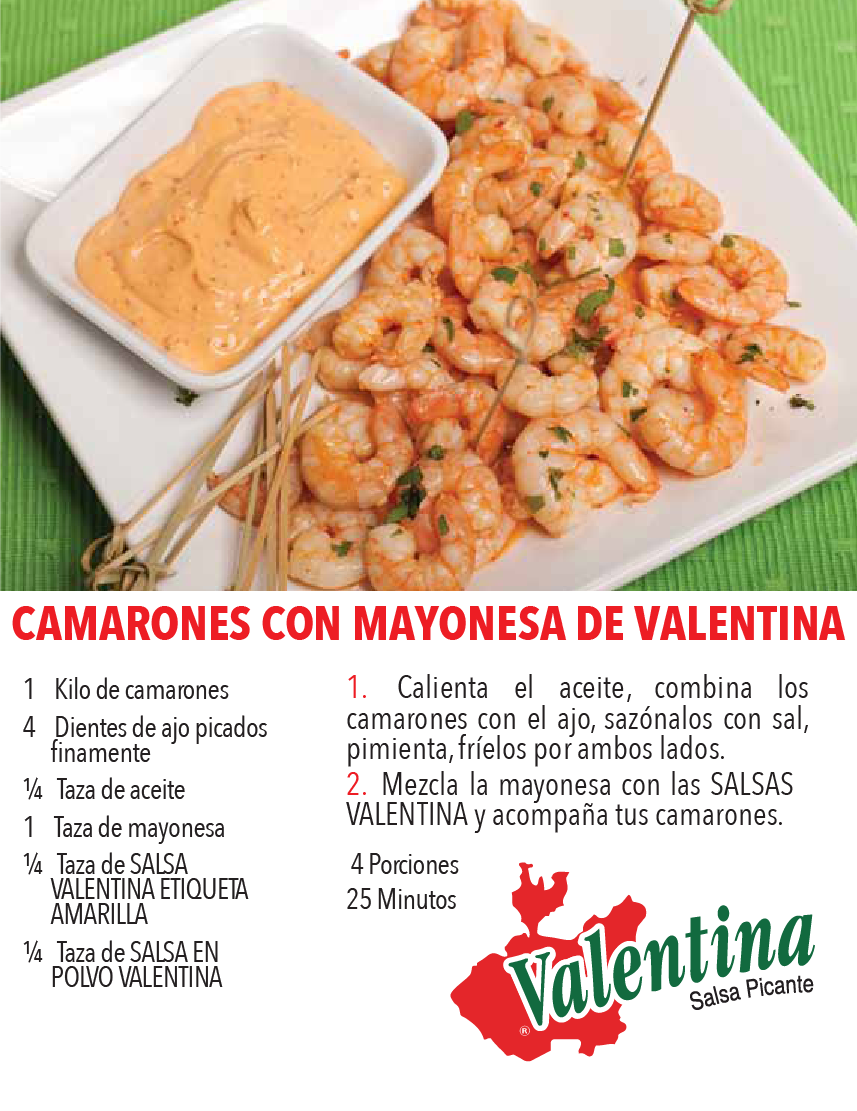 CAMARONES CON MAYONESA DE VALENTINA
1 Kilo de camarones
4 Dientes de ajo picados
finamente
¼ Taza de aceite
1 Taza de mayonesa
¼ Taza de SALSA
VALENTINA ETIQUETA
AMARILLA
¼ Taza de SALSA EN
POLVO VALENTINA
1. Calienta el aceite, combina los
camarones con el ajo, sazónalos con sal,
pimienta, fríelos por ambos lados.
2. Mezcla la mayonesa con las SALSAS
VALENTINA y acompaña tus camarones.
4 Porciones
25 Minutos
Valentina
Salsa Picante
®